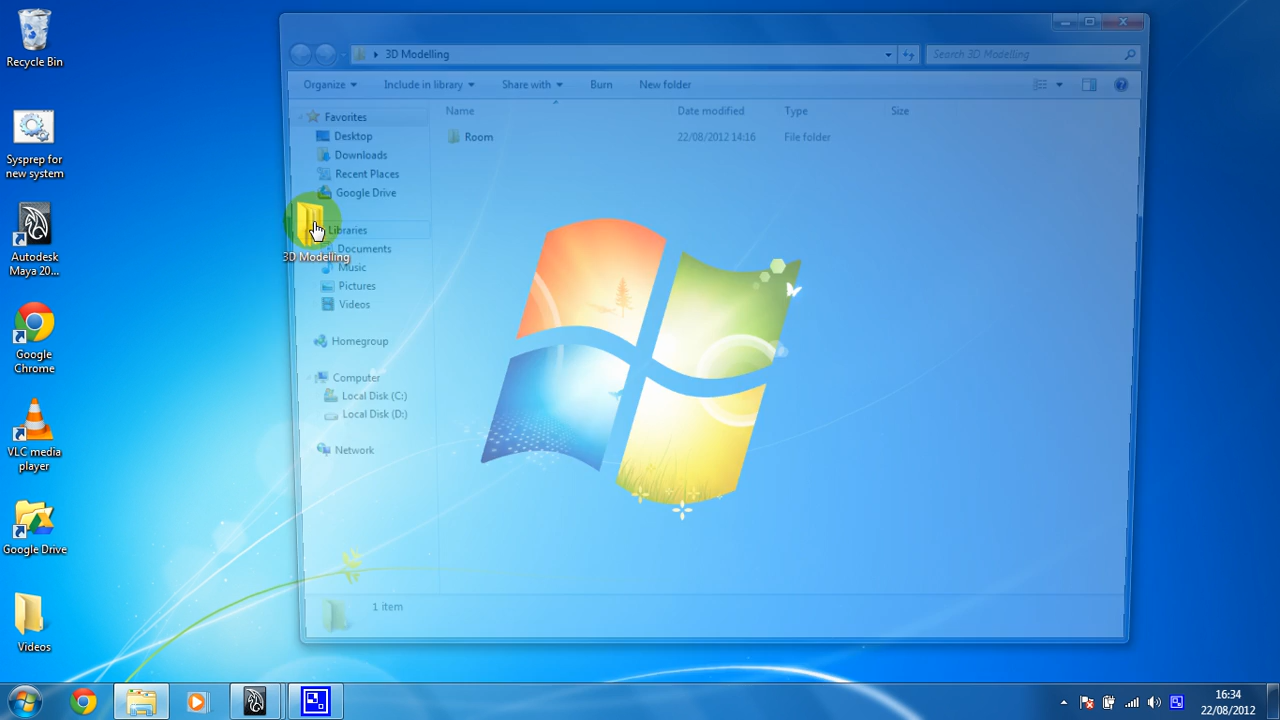 Recycle Bin
Sysprep for
new system
Autodesk
Maya 20...
Google
Chrome
VLC media
player
Google Drive
Videos
3D Modelling
3D Modelling
Search 3D Modelling
Organize
Include in library
Share with
Burn
New folder
Name
Date modified
Type
Size
Room
22/08/2012 14:16
File folder
Favorites
Desktop
Downloads
Recent Places
Google Drive
Libraries
Documents
Music
Pictures
Videos
Homegroup
Computer
Local Disk (C:)
Local Disk (D:)
Network
1 item
16:34
22/08/2012